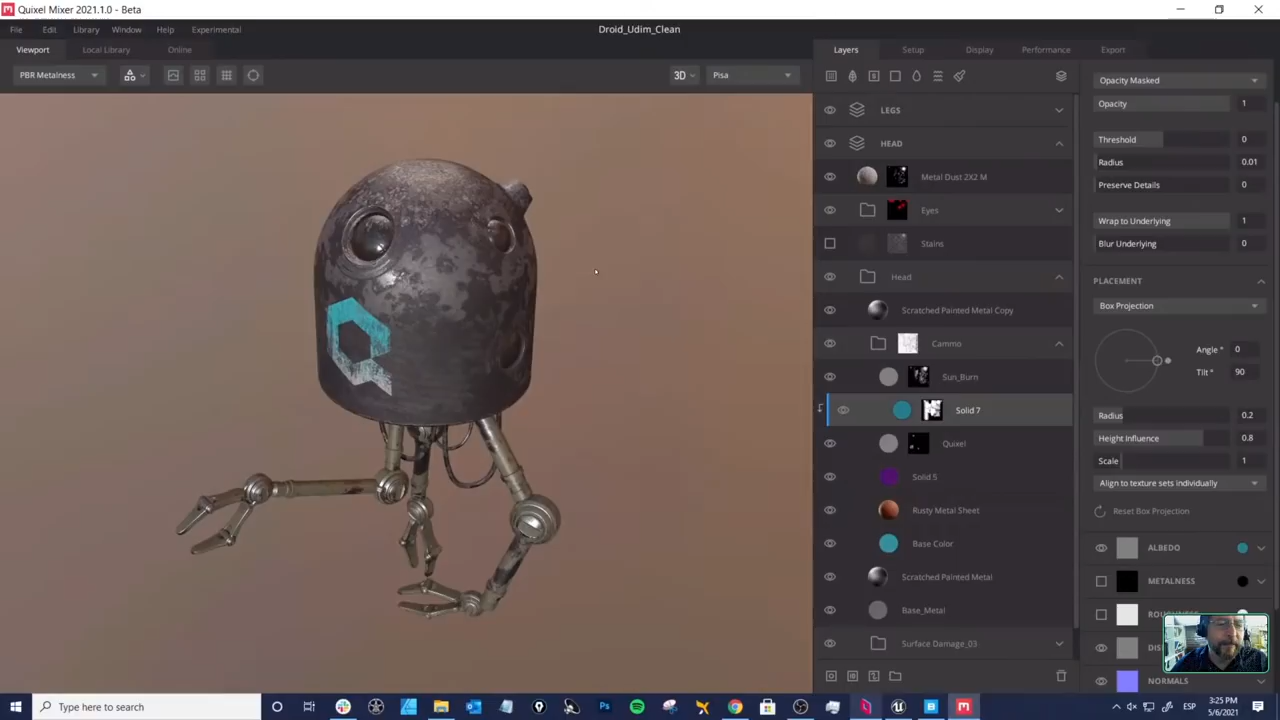 Quixel Mixer 2021.1.0 - Beta
File Edit Library Window Help Experimental
Droid_Udim_Clean
Viewport Local Library Online
Layers Setup Display Performance Export
PBR Metalness
3D Pisa
LEGS
HEAD
Metal Dust 2X2 M
Eyes
Stains
Head
Scratched Painted Metal Copy
Cammo
Sun_Burn
Solid 7
Quixel
Solid 5
Rusty Metal Sheet
Base Color
Scratched Painted Metal
Base_Metal
Surface Damage_03
Opacity Masked
Opacity 1
Threshold 0
Radius 0.01
Preserve Details 0
Wrap to Underlying 1
Blur Underlying 0
PLACEMENT
Box Projection
Angle ° 0
Tilt ° 90
Radius 0.2
Height Influence 0.8
Scale 1
Align to texture sets individually
Reset Box Projection
ALBEDO
METALNESS
NORMALS
Type here to search
ESP
3:25 PM
5/6/2021